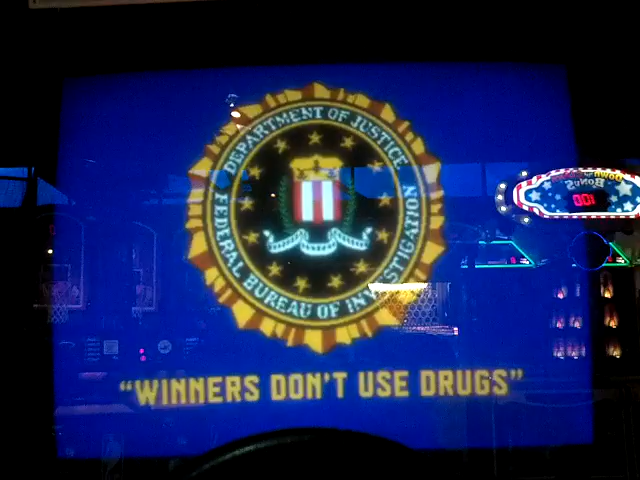 DEPARTMENT OF JUSTICE
FEDERAL BUREAU OF INVESTIGATION
"WINNERS DON'T USE DRUGS"